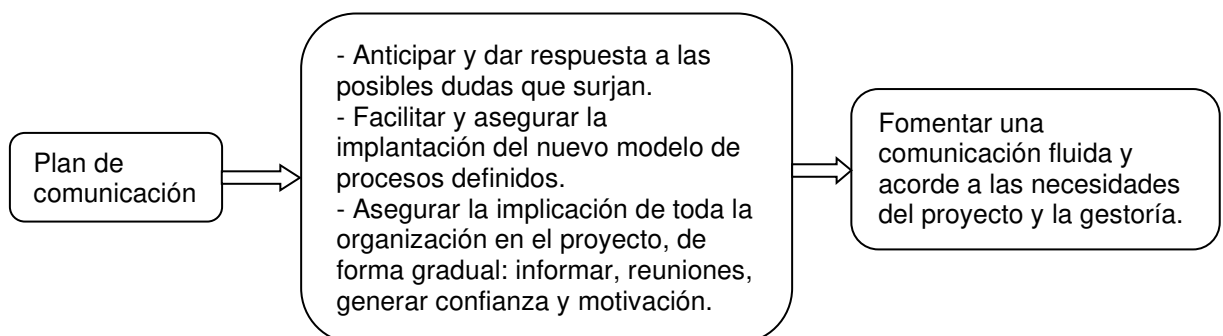 Plan de
comunicación
- Anticipar y dar respuesta a las
posibles dudas que surjan.
- Facilitar y asegurar la
implantación del nuevo modelo de
procesos definidos.
- Asegurar la implicación de toda la
organización en el proyecto, de
forma gradual: informar, reuniones,
generar confianza y motivación.
Fomentar una
comunicación fluida y
acorde a las necesidades
del proyecto y la gestoría.